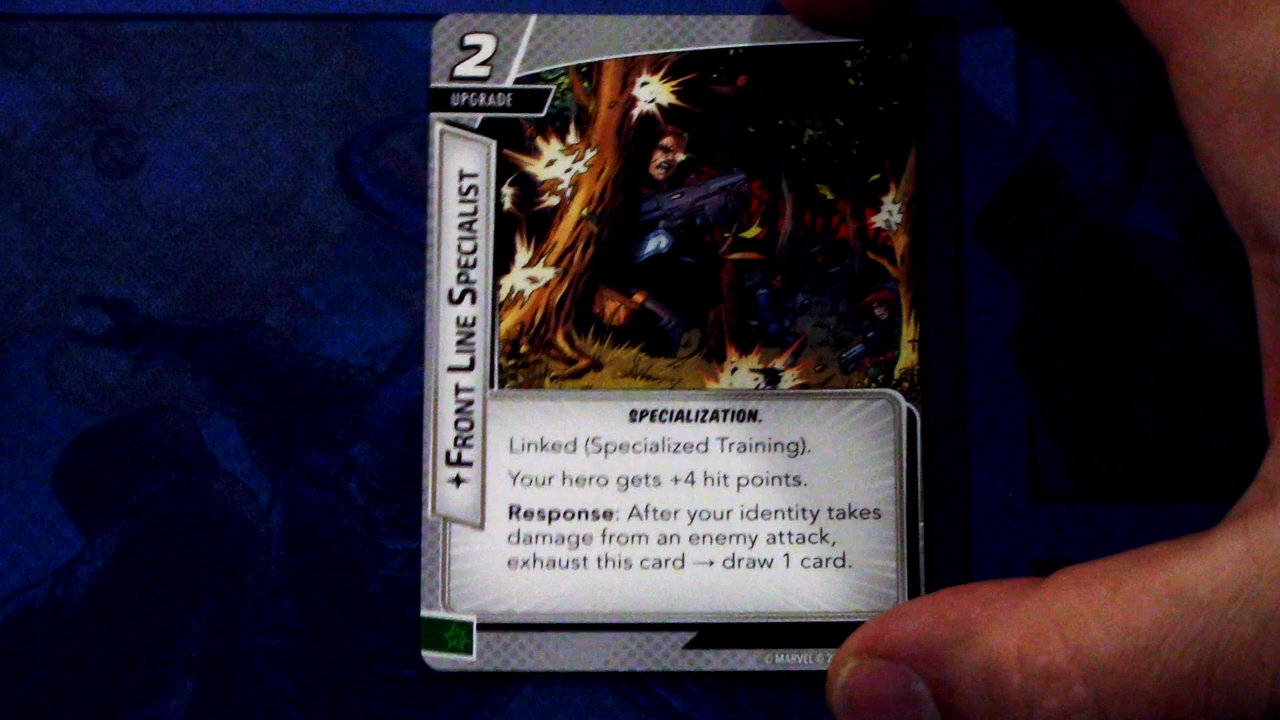 2
UPGRADE
✦FRONT LINE SPECIALIST
SPECIALIZATION.
Linked (Specialized Training).
Your hero gets +4 hit points.
Response: After your identity takes
damage from an enemy attack,
exhaust this card → draw 1 card.
© MARVEL © 2